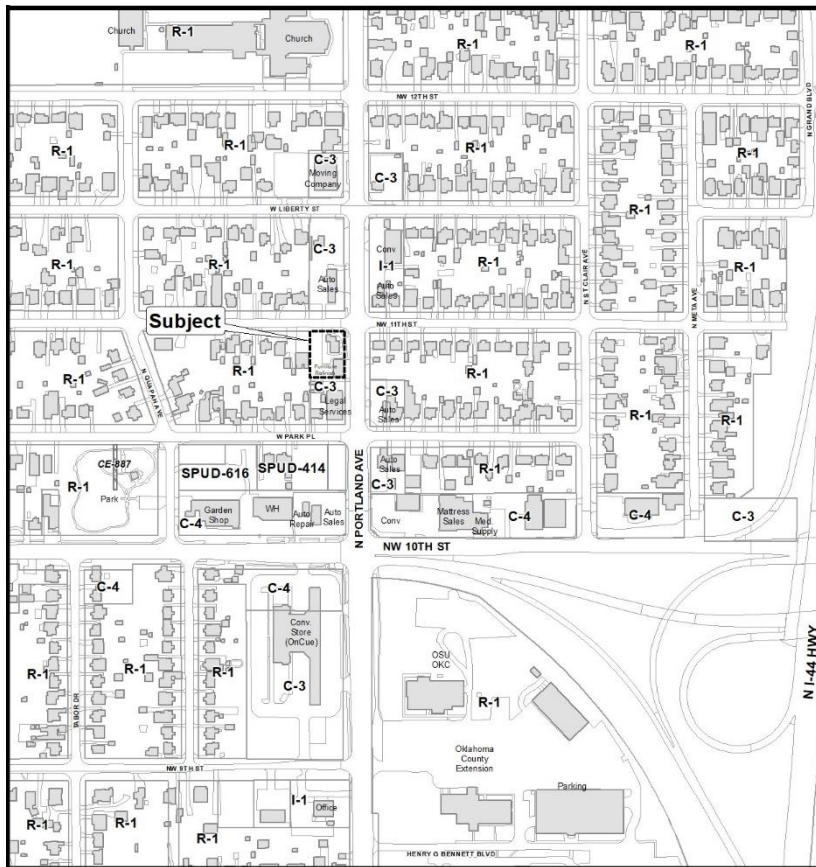 Church
R-1
Church
R-1
R-1
NW 12TH ST
N GRAND BLVD
R-1
R-1
C-3
Moving
Company
C-3
R-1
R-1
W LIBERTY ST
R-1
R-1
R-1
C-3
Auto
Sales
Conv.
I-1
Auto
Sales
R-1
N ST CLAIR AVE
N META AVE
R-1
Subject
NW 11TH ST
R-1
N QUAPAH AVE
R-1
C-3
Legal
Services
C-3
Auto
Sales
R-1
R-1
R-1
W PARK PL
CE-887
R-1
Park
SPUD-616
SPUD-414
N PORTLAND AVE
Auto
Sales
C-3
R-1
C-4
Garden
Shop
WH
Auto
Repair
Auto
Sales
Conv
Mattress
Sales
Med.
Supply
C-4
C-4
C-3
NW 10TH ST
C-4
C-4
Conv.
Store
(OnCue)
C-3
R-1
R-1
R-1
TABOR DR
OSU
OKC
R-1
N I-44 HWY
Oklahoma
County
Extension
NW 9TH ST
Parking
R-1
R-1
R-1
I-1
Office
HENRY G BENNETT BLVD